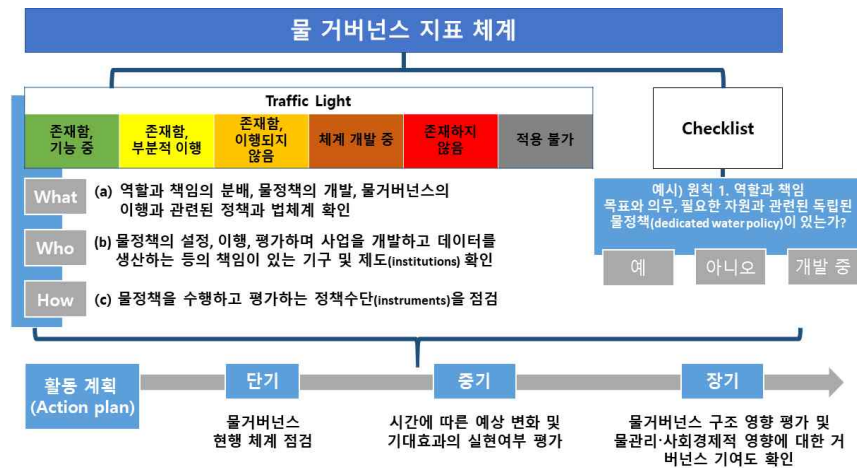 물 거버넌스 지표 체계
Traffic Light
존재함,
기능 중
존재함,
부분적 이행
존재함,
이행되지
않음
체계 개발 중
존재하지
않음
적용 불가
Checklist
What
(a) 역할과 책임의 분배, 물정책의 개발, 물거버넌스의
이행과 관련된 정책과 법체계 확인
Who
(b) 물정책의 설정, 이행, 평가하며 사업을 개발하고 데이터를
생산하는 등의 책임이 있는 기구 및 제도(institutions) 확인
How
(c) 물정책을 수행하고 평가하는 정책수단(instruments)을 점검
예시) 원칙 1. 역할과 책임
목표와 의무, 필요한 자원과 관련된 독립된
물정책(dedicated water policy)이 있는가?
예
아니오
개발 중
활동 계획
(Action plan)
단기
중기
장기
물거버넌스
현행 체계 점검
시간에 따른 예상 변화 및
기대효과의 실현여부 평가
물거버넌스 구조 영향 평가 및
물관리·사회경제적 영향에 대한 거
버넌스 기여도 확인